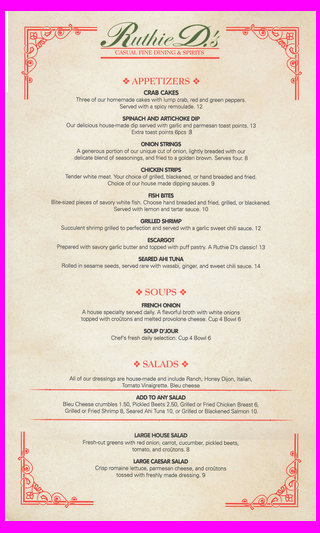 Ruthie D's
CASUAL FINE DINING & SPIRITS
❖ APPETIZERS ❖
CRAB CAKES
Three of our homemade cakes with lump crab, red and green peppers.
Served with a spicy remoulade. 12
SPINACH AND ARTICHOKE DIP
Our delicious house-made dip served with garlic and parmesan toast points. 13
Extra toast points 6pcs .8
ONION STRINGS
A generous portion of our unique cut of onion, lightly breaded with our
delicate blend of seasonings, and fried to a golden brown. Serves four. 8
CHICKEN STRIPS
Tender white meat. Your choice of grilled, blackened, or hand breaded and fried.
Choice of our house made dipping sauces. 9
FISH BITES
Bite-sized pieces of savory white fish. Choose hand breaded and fried, grilled, or blackened.
Served with lemon and tartar sauce. 10
GRILLED SHRIMP
Succulent shrimp grilled to perfection and served with a garlic sweet chili sauce. 12
ESCARGOT
Prepared with savory garlic butter and topped with puff pastry. A Ruthie D's classic! 13
SEARED AHI TUNA
Rolled in sesame seeds, served rare with wasabi, ginger, and sweet chili sauce. 14
❖ SOUPS ❖
FRENCH ONION
A house specialty served daily. A flavorful broth with white onions
topped with croûtons and melted provolone cheese. Cup 4 Bowl 6
SOUP D'JOUR
Chef's fresh daily selection. Cup 4 Bowl 6
❖ SALADS ❖
All of our dressings are house-made and include Ranch, Honey Dijon, Italian,
Tomato Vinaigrette, Bleu cheese
ADD TO ANY SALAD
Bleu Cheese crumbles 1.50, Pickled Beets 2.50, Grilled or Fried Chicken Breast 6,
Grilled or Fried Shrimp 8, Seared Ahi Tuna 10, or Grilled or Blackened Salmon 10.
LARGE HOUSE SALAD
Fresh-cut greens with red onion, carrot, cucumber, pickled beets,
tomato, and croûtons. 8
LARGE CAESAR SALAD
Crisp romaine lettuce, parmesan cheese, and croûtons
tossed with freshly made dressing. 9